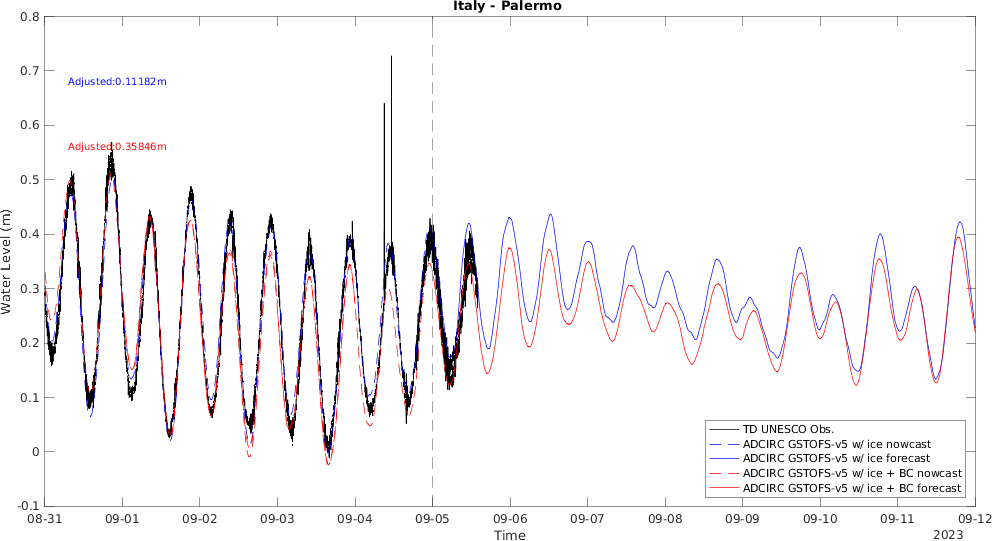 Italy - Palermo
0.8
0.7
0.6
0.5
0.4
0.3
0.2
0.1
0
-0.1
Water Level (m)
Adjusted:0.11182m
Adjusted:0.35846m
TD UNESCO Obs.
ADCIRC GSTOFS-v5 w/ ice nowcast
ADCIRC GSTOFS-v5 w/ ice forecast
ADCIRC GSTOFS-v5 w/ ice + BC nowcast
ADCIRC GSTOFS-v5 w/ ice + BC forecast
08-31 09-01 09-02 09-03 09-04 09-05 09-06 09-07 09-08 09-09 09-10 09-11 09-12
Time
2023